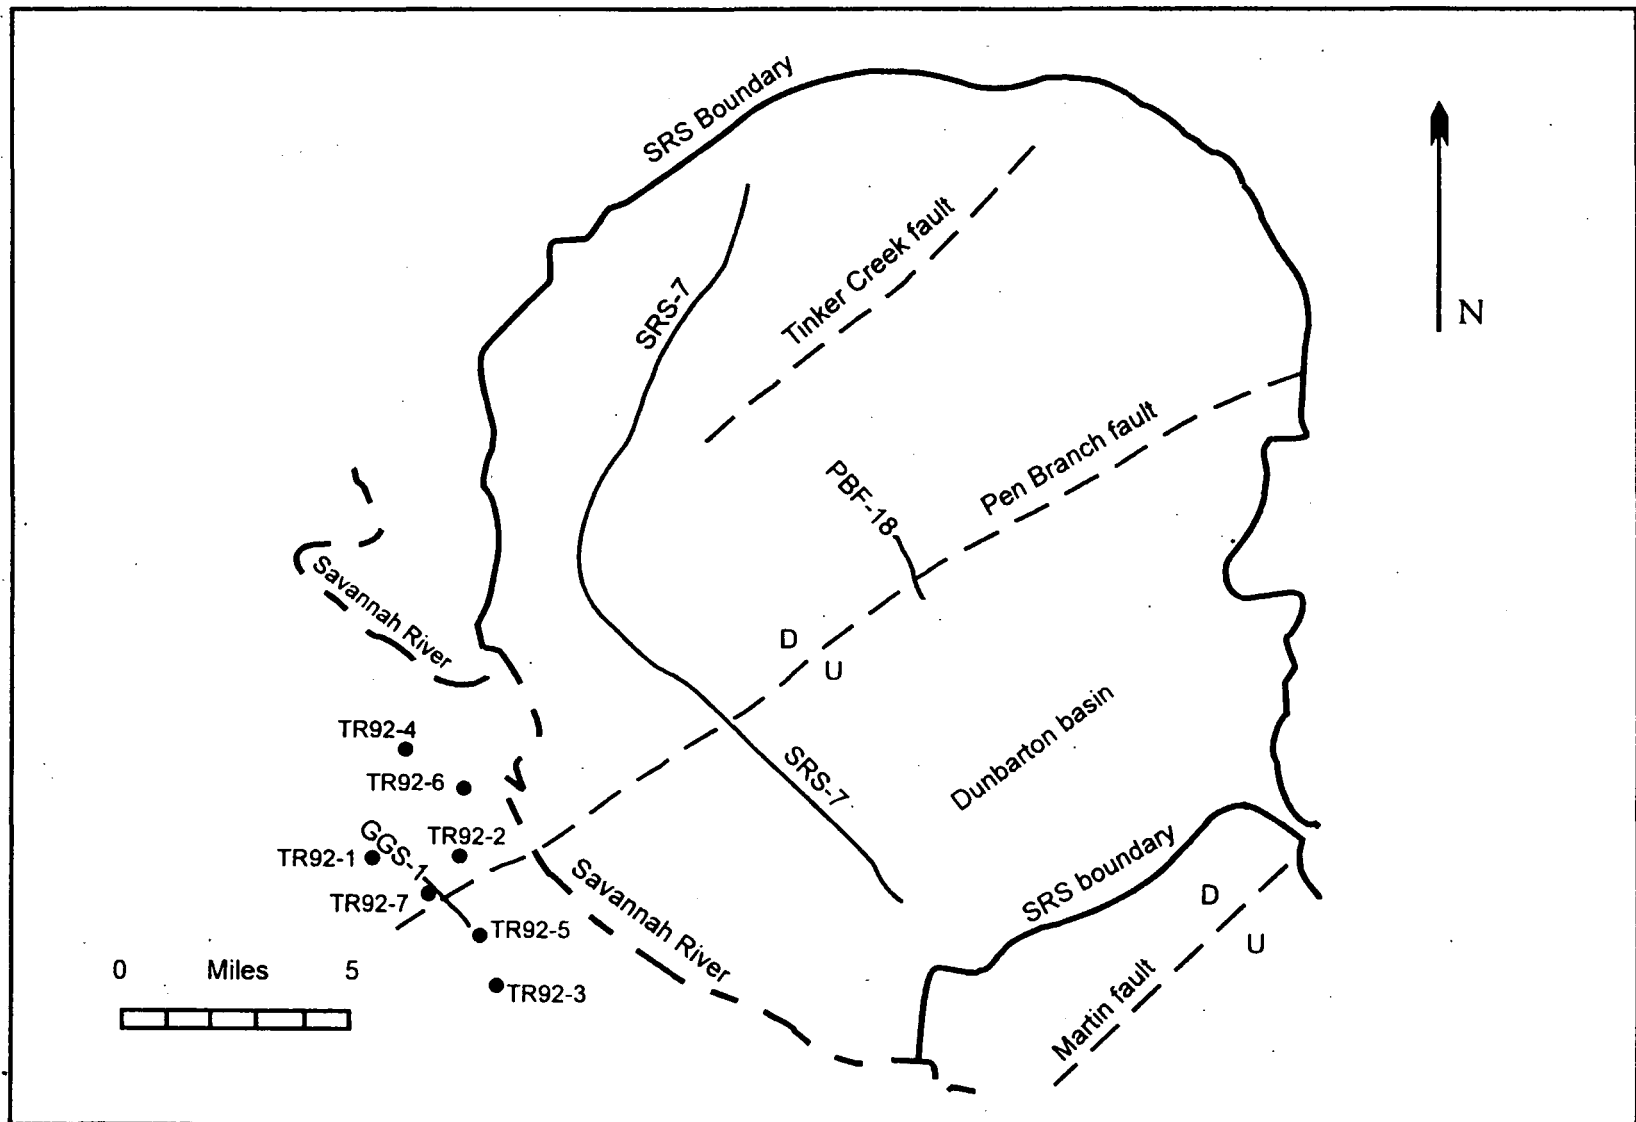 SRS Boundary
N
SRS-7
Tinker Creek fault
Pen Branch fault
PBF-18
Savannah River
D
U
TR92-4
TR92-6
SRS-7
Dunbarton basin
TR92-2
GGS-1
TR92-1
TR92-7
TR92-5
TR92-3
Savannah River
SRS boundary
D
U
Martin fault
0 Miles 5